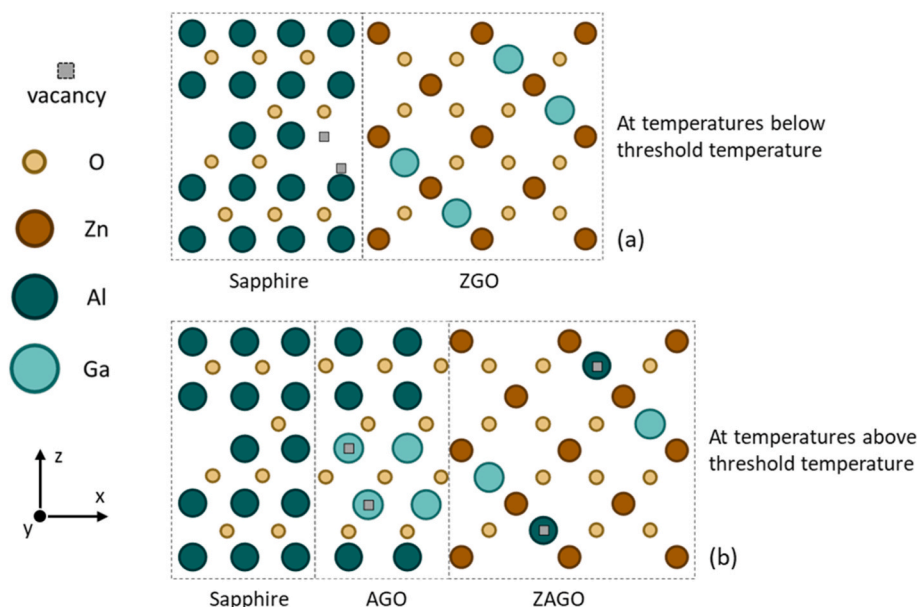 vacancy
O
Zn
Al
Ga
z
x
y
At temperatures below
threshold temperature
(a)
Sapphire
ZGO
At temperatures above
threshold temperature
(b)
Sapphire
AGO
ZAGO